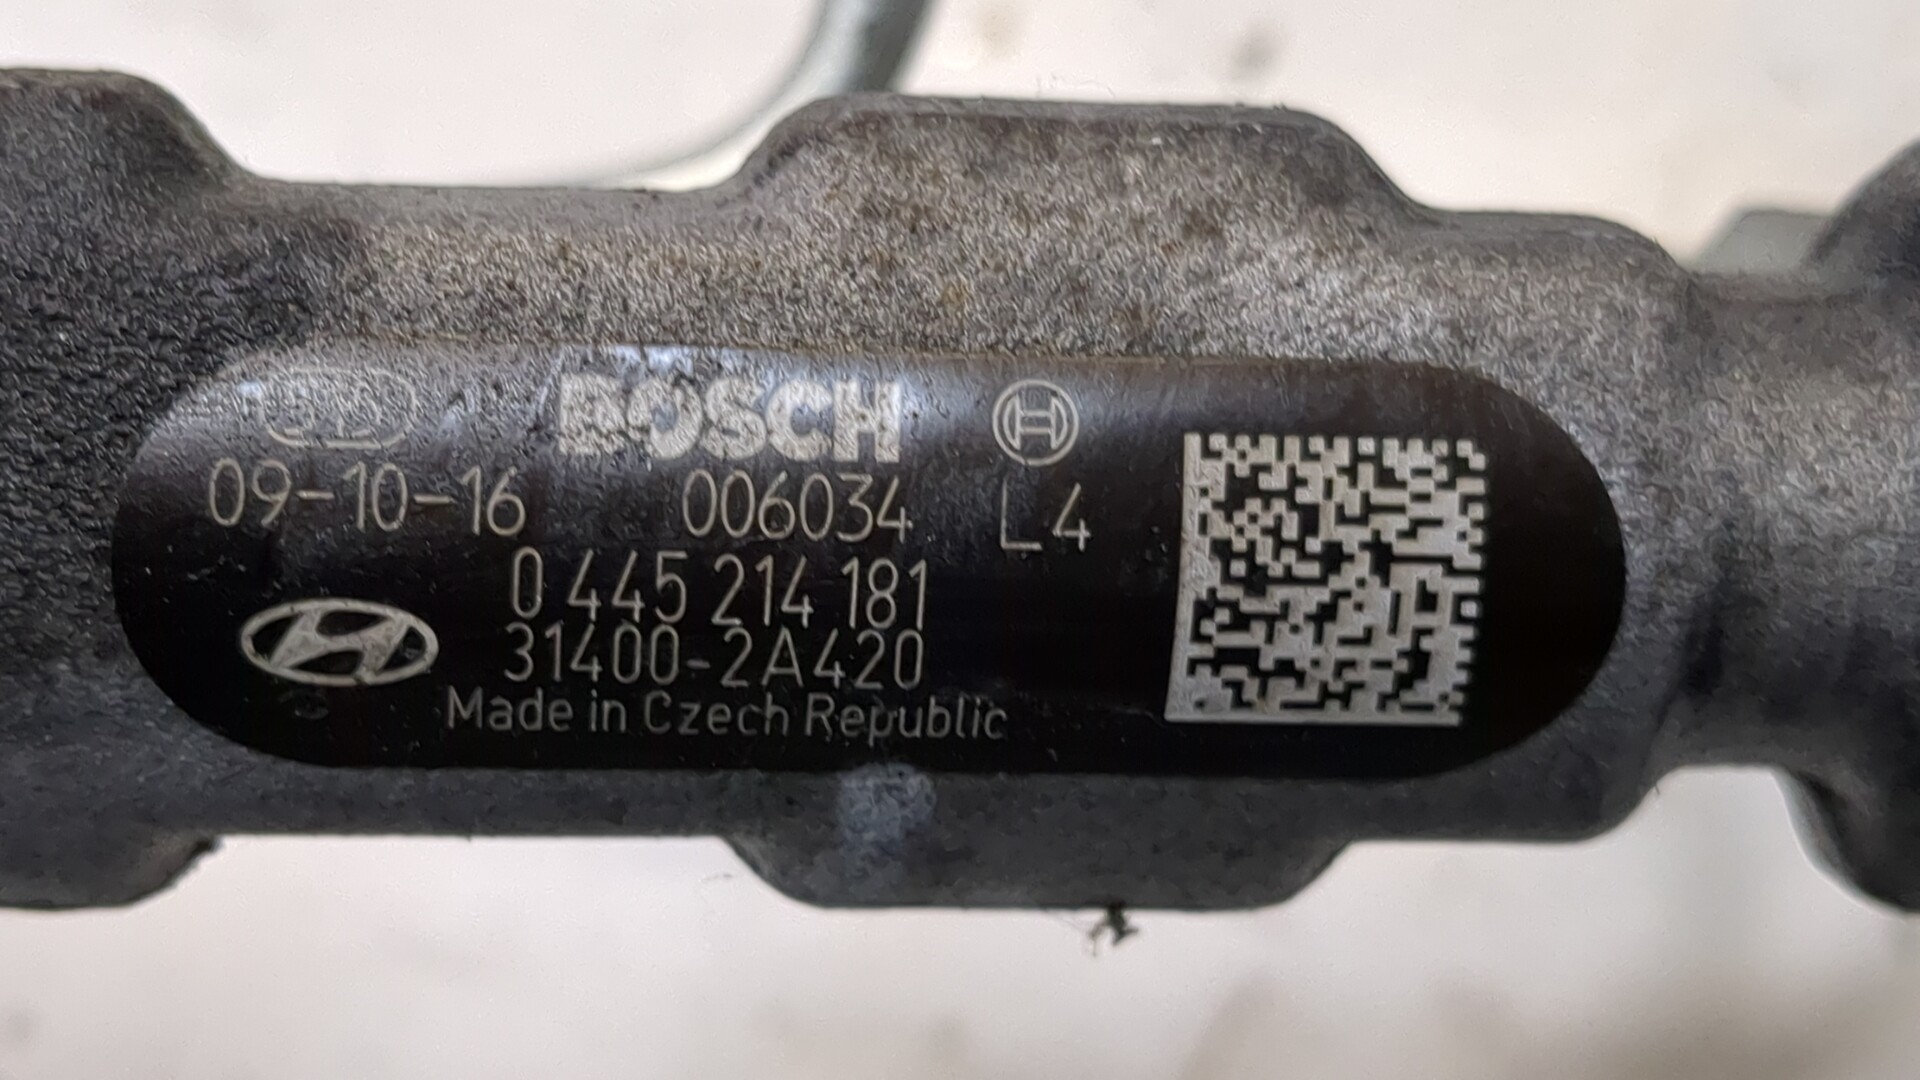 BOSCH
09-10-16 006034 L4
0 445 214 181
31400-2A420
Made in Czech Republic